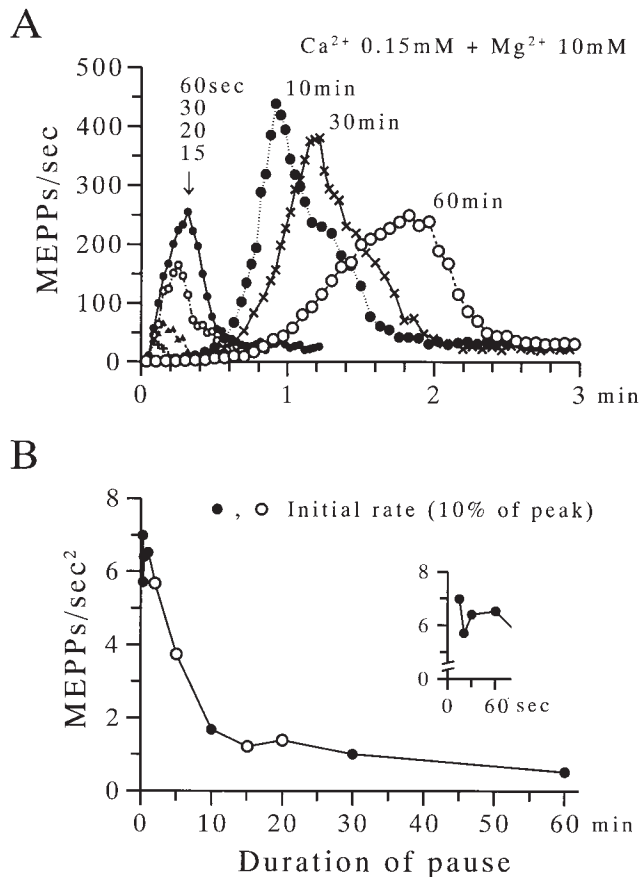 A
Ca²⁺ 0.15mM + Mg²⁺ 10mM
500
400
300
200
100
0
MEPPs/sec
60sec
30
20
15
10min
30min
60min
0
1
2
3 min
B
8
6
4
2
0
MEPPs/sec²
● , ○ Initial rate (10% of peak)
8
6
0
0
60 sec
0
10
20
30
40
50
60 min
Duration of pause